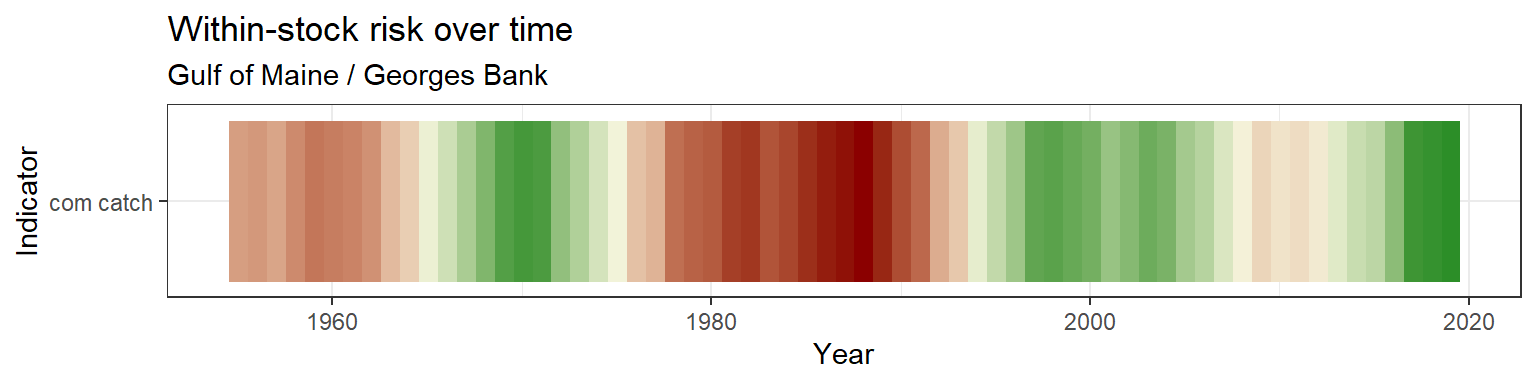 Within-stock risk over time
Gulf of Maine / Georges Bank
Indicator
com catch
1960 1980 2000 2020
Year